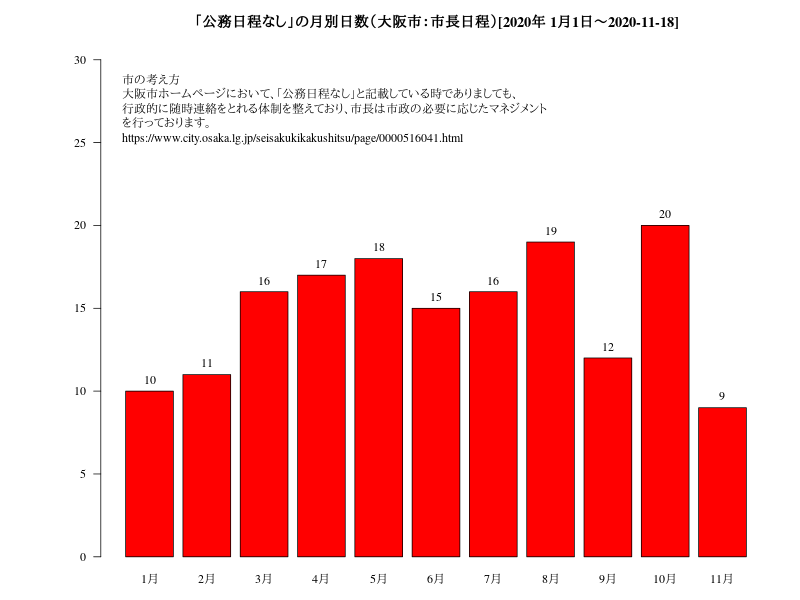 「公務日程なし」の月別日数(大阪市:市長日程)[2020年 1月1日〜2020-11-18]
30
市の考え方
大阪市ホームページにおいて、「公務日程なし」と記載している時でありましても、
行政的に随時連絡をとれる体制を整えており、市長は市政の必要に応じたマネジメント
を行っております。
https://www.city.osaka.lg.jp/seisakukikakushitsu/page/0000516041.html
25
20
15
10
5
0
10
11
16
17
18
15
16
19
12
20
9
1月 2月 3月 4月 5月 6月 7月 8月 9月 10月 11月